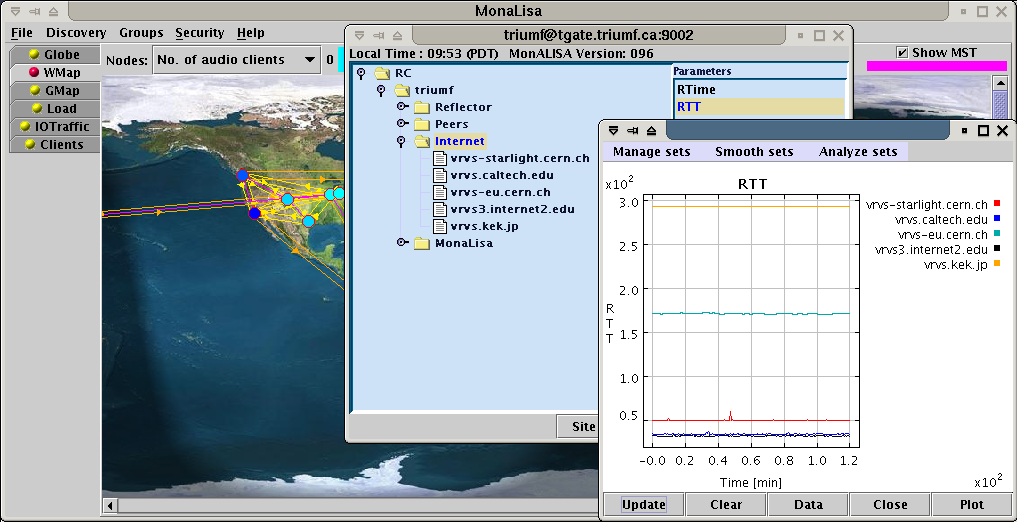 MonaLisa
File Discovery Groups Security Help
Globe
WMap
GMap
Load
IOTraffic
Clients
Nodes: No. of audio clients 0
Show MST
triumf@tgate.triumf.ca:9002
Local Time : 09:53 (PDT) MonALISA Version: 096
RC
triumf
Reflector
Peers
Internet
vrvs-starlight.cern.ch
vrvs.caltech.edu
vrvs-eu.cern.ch
vrvs3.internet2.edu
vrvs.kek.jp
MonaLisa
Parameters
RTime
RTT
Site
Manage sets Smooth sets Analyze sets
x10²
RTT
3.0
2.5
2.0
1.5
1.0
0.5
RTT
-0.0 0.2 0.4 0.6 0.8 1.0 1.2
Time [min]
x10²
vrvs-starlight.cern.ch
vrvs.caltech.edu
vrvs-eu.cern.ch
vrvs3.internet2.edu
vrvs.kek.jp
Update Clear Data Close Plot